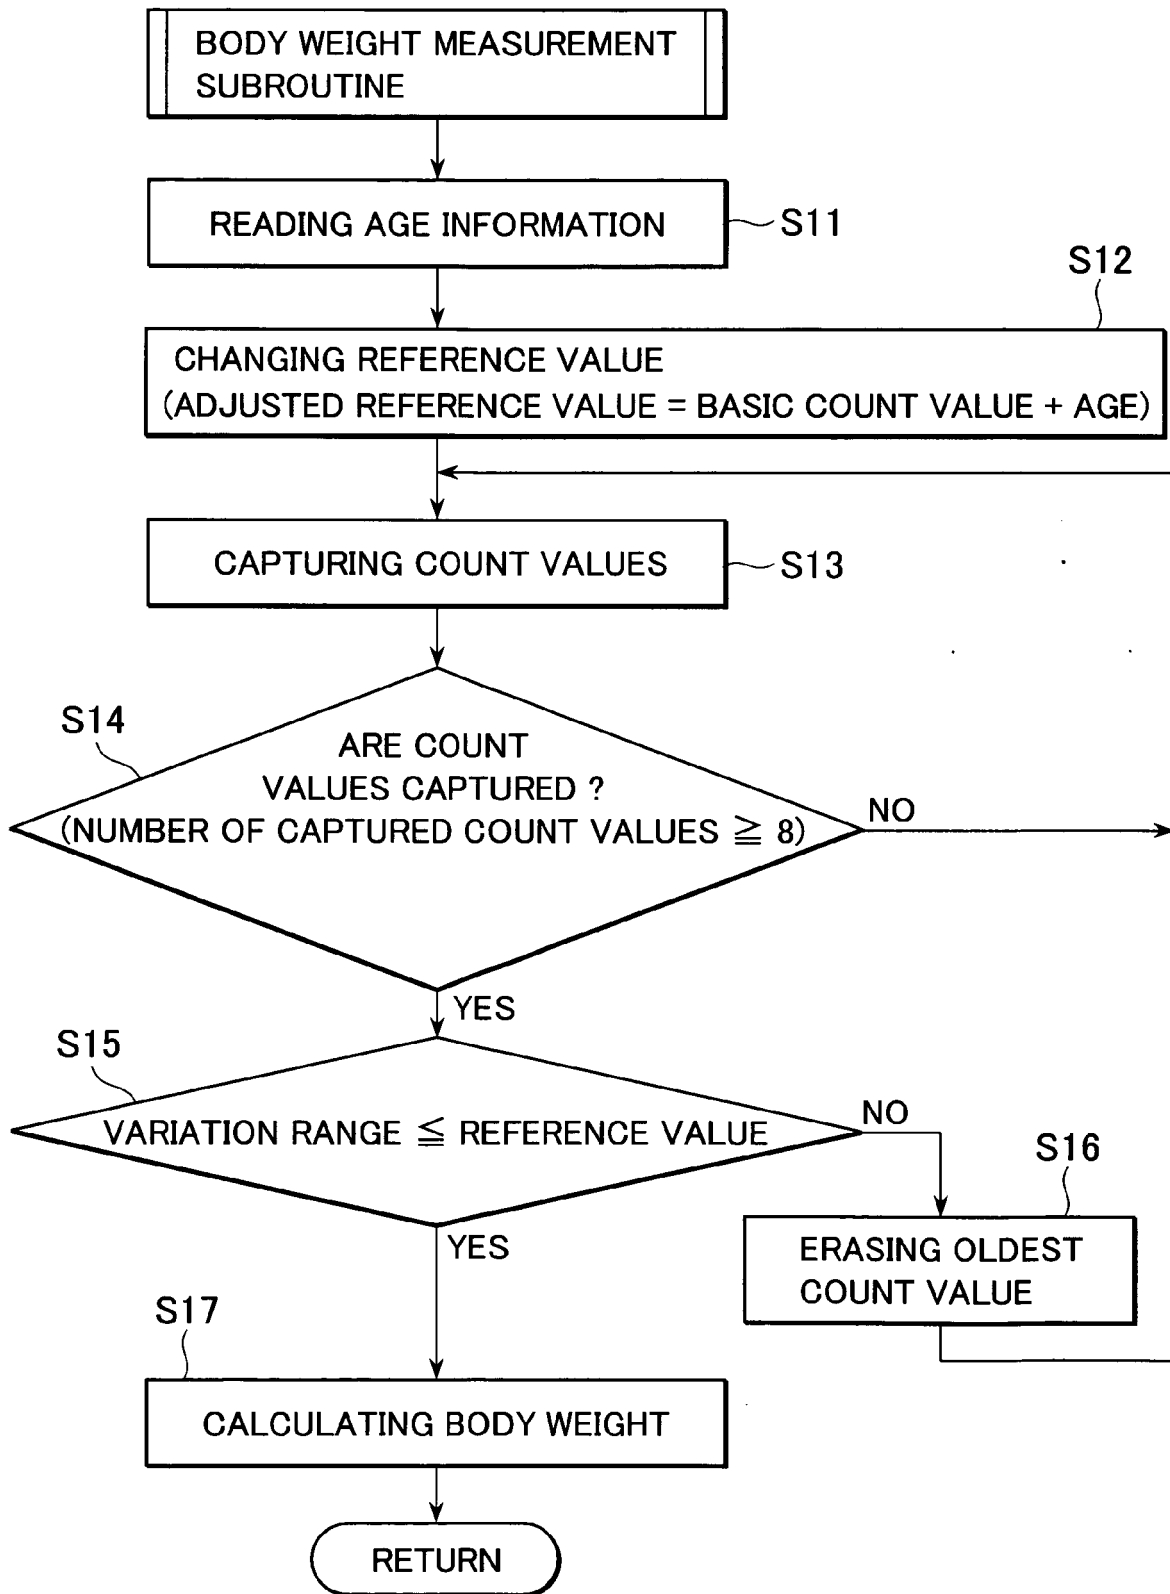 BODY WEIGHT MEASUREMENT
SUBROUTINE
READING AGE INFORMATION
S11
S12
CHANGING REFERENCE VALUE
(ADJUSTED REFERENCE VALUE = BASIC COUNT VALUE + AGE)
CAPTURING COUNT VALUES
S13
S14
ARE COUNT
VALUES CAPTURED ?
(NUMBER OF CAPTURED COUNT VALUES ≧ 8)
NO
YES
S15
VARIATION RANGE ≦ REFERENCE VALUE
NO
YES
S16
ERASING OLDEST
COUNT VALUE
S17
CALCULATING BODY WEIGHT
RETURN